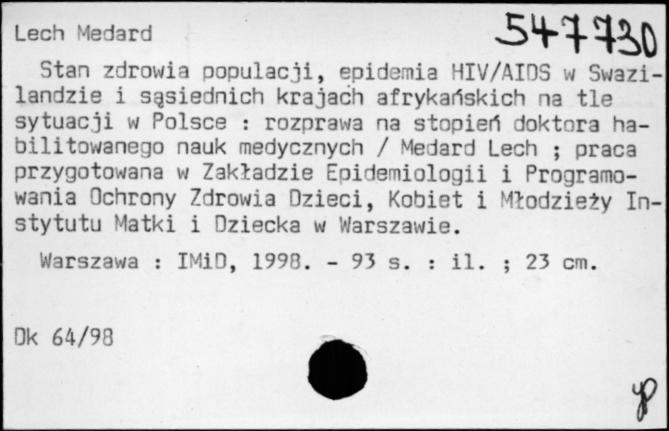 Lech Medard 547730
Stan zdrowia populacji, epidemia HIV/AIDS w Swazi-
landzie i sąsiednich krajach afrykańskich na tle
sytuacji w Polsce : rozprawa na stopień doktora ha-
bilitowanego nauk medycznych / Medard Lech ; praca
przygotowana w Zakładzie Epidemiologii i Programo-
wania Ochrony Zdrowia Dzieci, Kobiet i Młodzieży In-
stytutu Matki i Dziecka w Warszawie.
Warszawa : IMiD, 1998. - 93 s. : il. ; 23 cm.
Dk 64/98